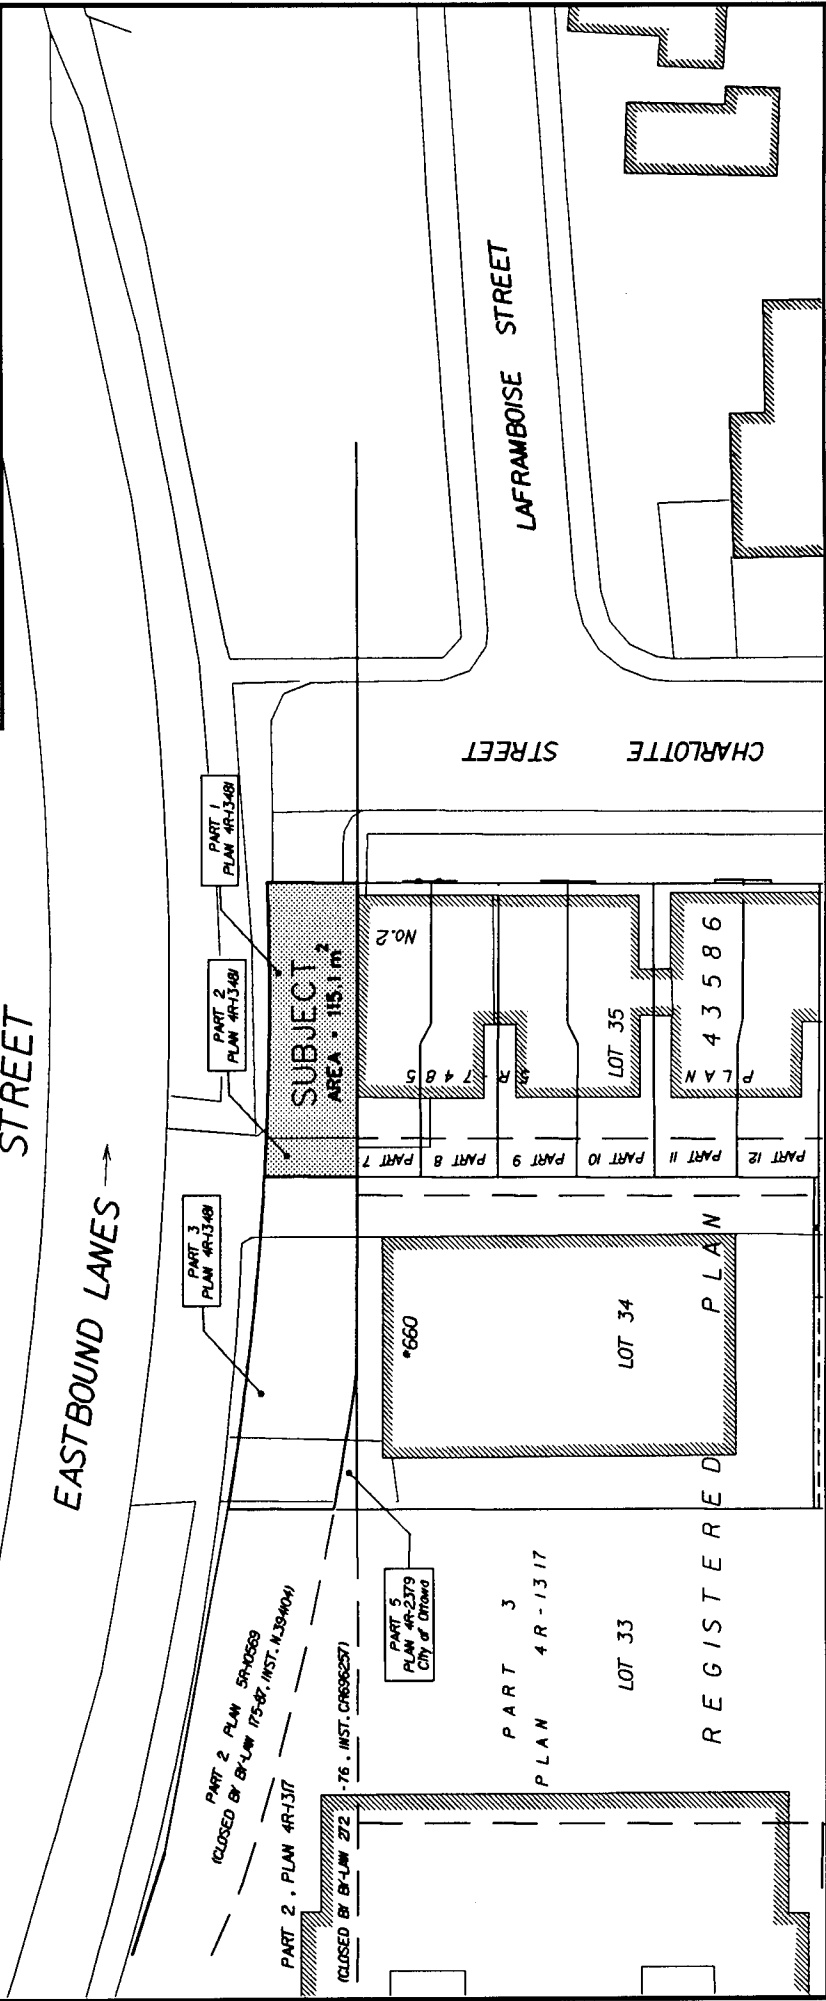 STREET
EASTBOUND LANES
LAFRAMBOISE STREET
CHARLOTTE STREET
PART 1
PLAN 4R-13481
PART 2
PLAN 4R-13481
PART 3
PLAN 4R-13481
SUBJECT
AREA = 115.1 m²
No.2
5R-7485
LOT 35
PLAN 43586
PART 7
PART 8
PART 9
PART 10
PART 11
PART 12
#660
LOT 34
REGISTERED PLAN
PART 5
PLAN 4R-2379
City of Ottawa
PART 3
PLAN 4R-1317
LOT 33
PART 2 PLAN 5R-10569
(CLOSED BY BY-LAW 175-87, INST. N.394404)
PART 2, PLAN 4R-1317
(CLOSED BY BY-LAW 272-76, INST. CR696257)